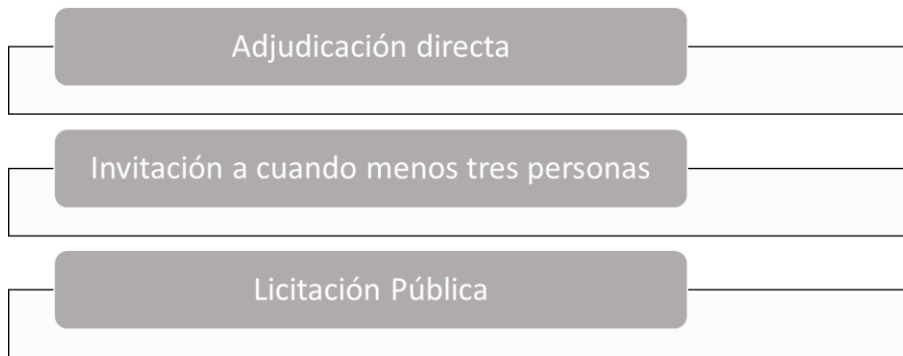 Adjudicación directa
Invitación a cuando menos tres personas
Licitación Pública